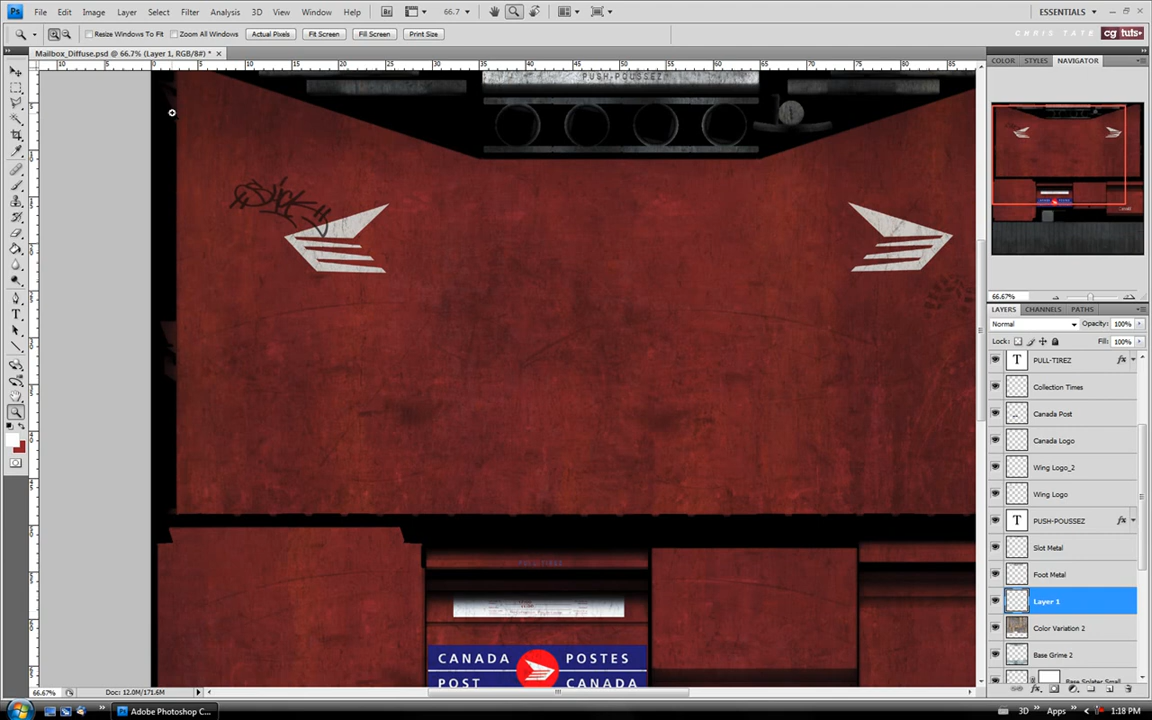 Ps File Edit Image Layer Select Filter Analysis 3D View Window Help 66.7 ESSENTIALS
Resize Windows To Fit Zoom All Windows Actual Pixels Fit Screen Fill Screen Print Size CHRIS TATE cg tuts+
Mailbox_Diffuse.psd @ 66.7% (Layer 1, RGB/8#) *
COLOR STYLES NAVIGATOR
PUSH-POUSSEZ
66.67%
LAYERS CHANNELS PATHS
Normal Opacity: 100%
Lock: Fill: 100%
T PULL-TIREZ fx
Collection Times
Canada Post
Canada Logo
Wing Logo_2
Wing Logo
T PUSH-POUSSEZ fx
Slot Metal
Foot Metal
Layer 1
Color Variation 2
Base Grime 2
Base Splater Small
CANADA POSTES
POST CANADA
66.67% Doc: 12.0M/171.6M
Adobe Photoshop C... 3D Apps 1:18 PM